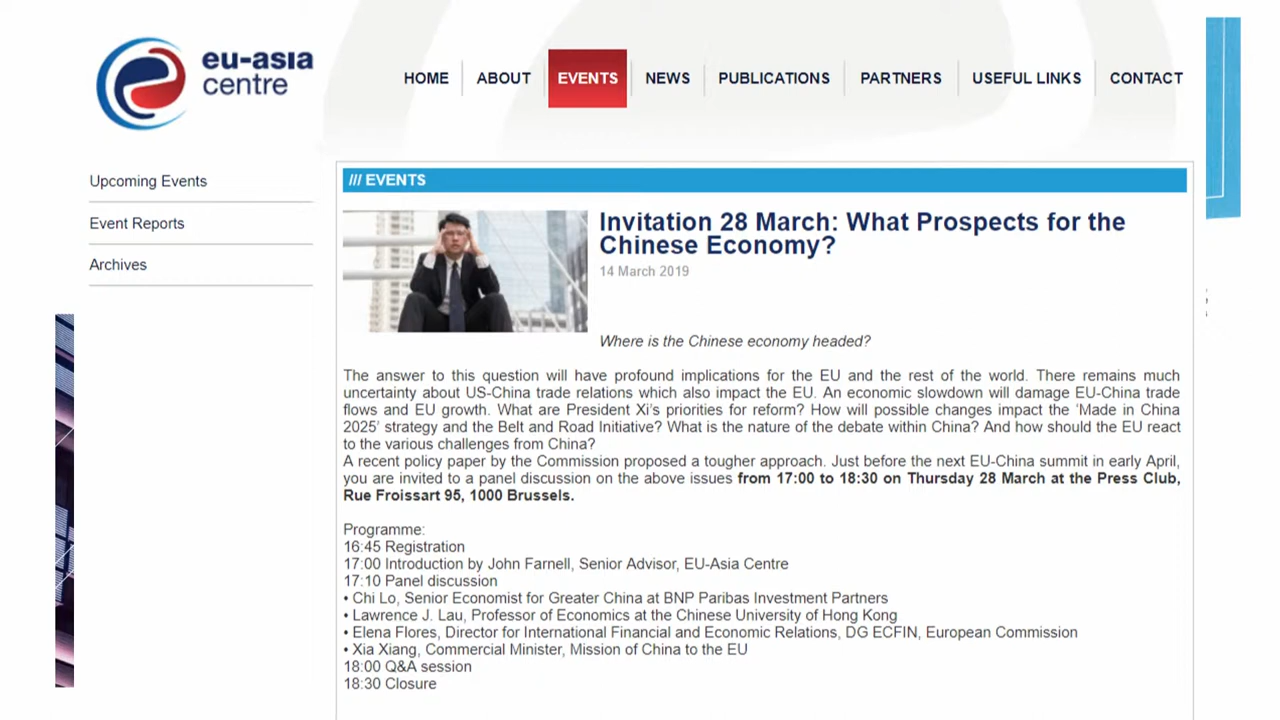 eu-asia
centre
HOME
ABOUT
EVENTS
NEWS
PUBLICATIONS
PARTNERS
USEFUL LINKS
CONTACT
Upcoming Events
Event Reports
Archives
/// EVENTS
Invitation 28 March: What Prospects for the
Chinese Economy?
14 March 2019
Where is the Chinese economy headed?
The answer to this question will have profound implications for the EU and the rest of the world. There remains much
uncertainty about US-China trade relations which also impact the EU. An economic slowdown will damage EU-China trade
flows and EU growth. What are President Xi's priorities for reform? How will possible changes impact the 'Made in China
2025' strategy and the Belt and Road Initiative? What is the nature of the debate within China? And how should the EU react
to the various challenges from China?
A recent policy paper by the Commission proposed a tougher approach. Just before the next EU-China summit in early April,
you are invited to a panel discussion on the above issues from 17:00 to 18:30 on Thursday 28 March at the Press Club,
Rue Froissart 95, 1000 Brussels.
Programme:
16:45 Registration
17:00 Introduction by John Farnell, Senior Advisor, EU-Asia Centre
17:10 Panel discussion
• Chi Lo, Senior Economist for Greater China at BNP Paribas Investment Partners
• Lawrence J. Lau, Professor of Economics at the Chinese University of Hong Kong
• Elena Flores, Director for International Financial and Economic Relations, DG ECFIN, European Commission
• Xia Xiang, Commercial Minister, Mission of China to the EU
18:00 Q&A session
18:30 Closure